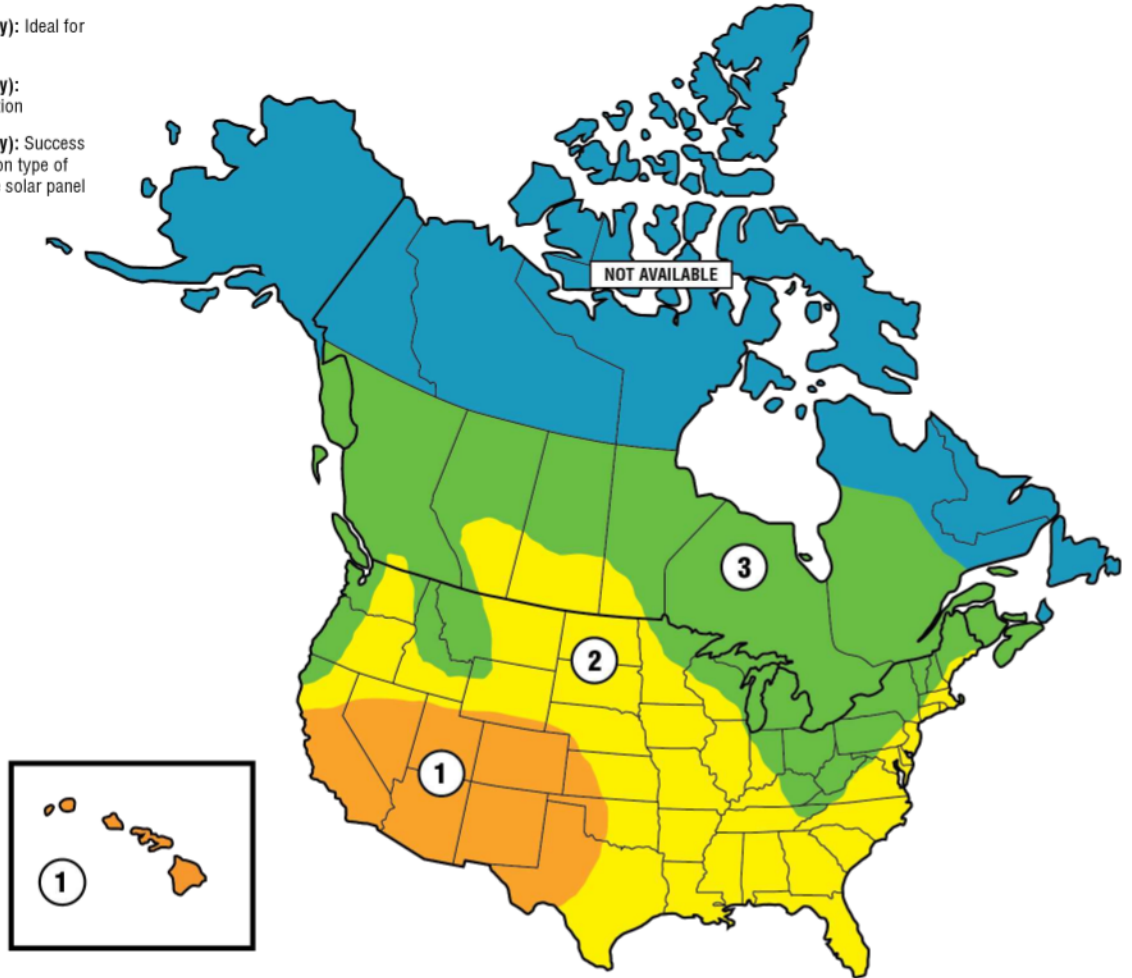 y): Ideal for
y):
ion
y): Success
on type of
e solar panel
NOT AVAILABLE
3
2
1
1